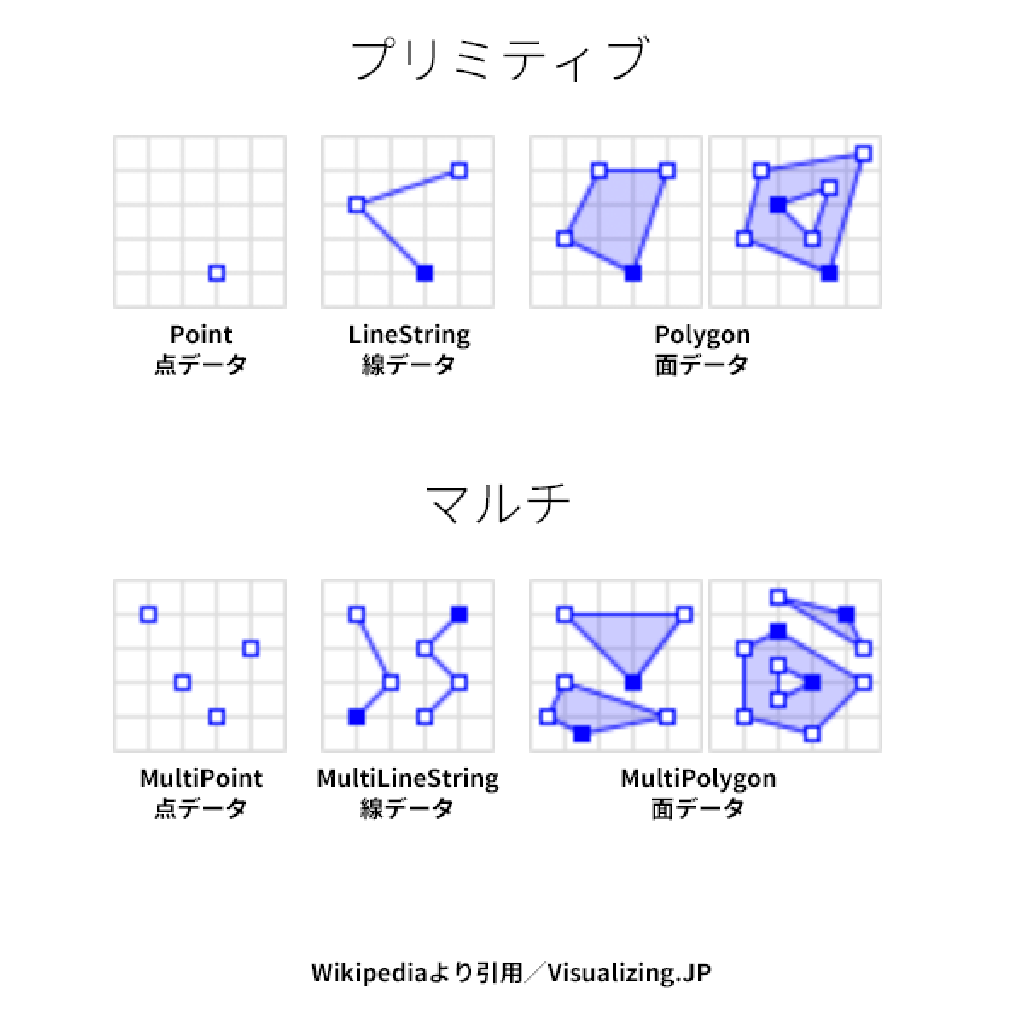 プリミティブ
Point
点データ
LineString
線データ
Polygon
面データ
マルチ
MultiPoint
点データ
MultiLineString
線データ
MultiPolygon
面データ
Wikipediaより引用／Visualizing.JP